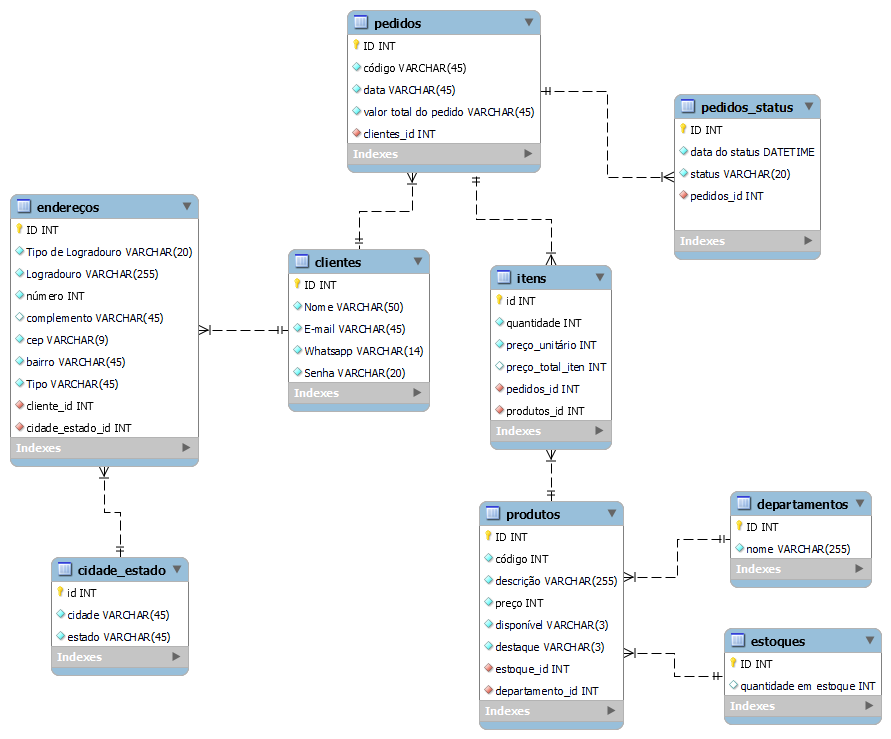 pedidos
ID INT
código VARCHAR(45)
data VARCHAR(45)
valor total do pedido VARCHAR(45)
clientes_id INT
Indexes
pedidos_status
ID INT
data do status DATETIME
status VARCHAR(20)
pedidos_id INT
Indexes
endereços
ID INT
Tipo de Logradouro VARCHAR(20)
Logradouro VARCHAR(255)
número INT
complemento VARCHAR(45)
cep VARCHAR(9)
bairro VARCHAR(45)
Tipo VARCHAR(45)
cliente_id INT
cidade_estado_id INT
Indexes
clientes
ID INT
Nome VARCHAR(50)
E-mail VARCHAR(45)
Whatsapp VARCHAR(14)
Senha VARCHAR(20)
Indexes
itens
id INT
quantidade INT
preço_unitário INT
preço_total_iten INT
pedidos_id INT
produtos_id INT
Indexes
cidade_estado
id INT
cidade VARCHAR(45)
estado VARCHAR(45)
Indexes
produtos
ID INT
código INT
descrição VARCHAR(255)
preço INT
disponível VARCHAR(3)
destaque VARCHAR(3)
estoque_id INT
departamento_id INT
Indexes
departamentos
ID INT
nome VARCHAR(255)
Indexes
estoques
ID INT
quantidade em estoque INT
Indexes